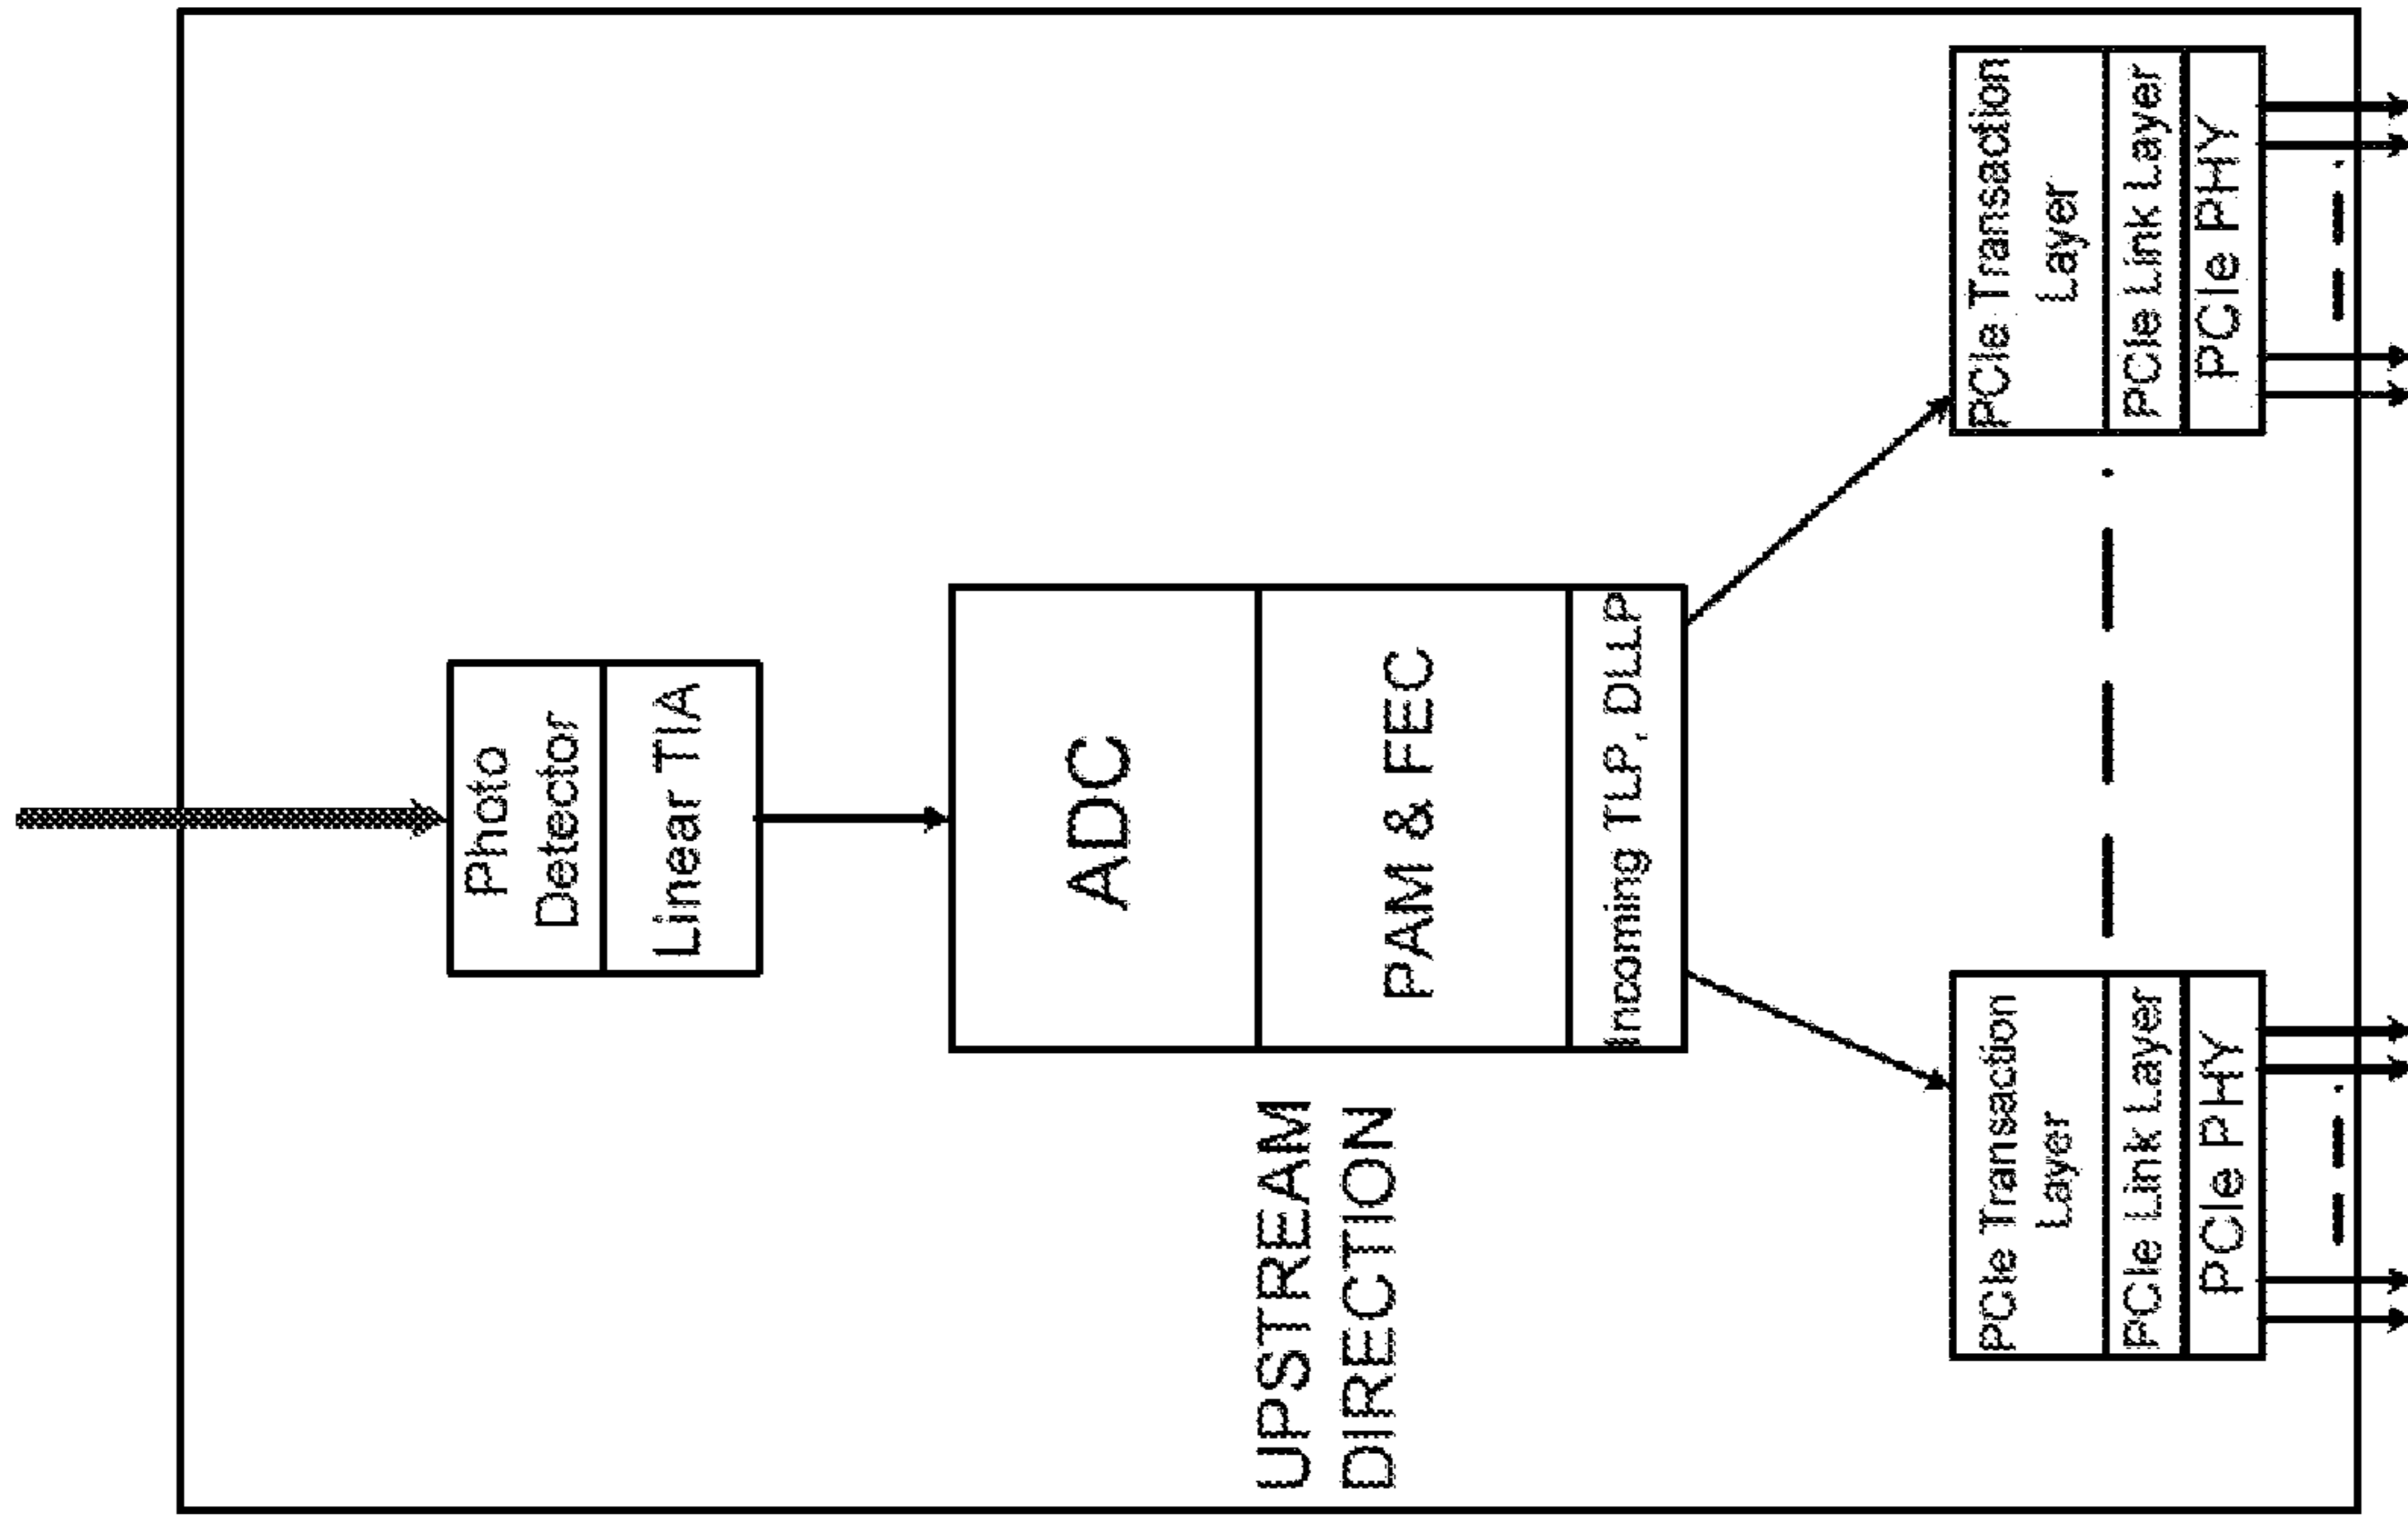 Photo
Detector
Linear TIA
ADC
PAM & FEC
Incoming TLP, DLLP
UPSTREAM
DIRECTION
PCIe Transaction
Layer
PCIe Link Layer
PCIe PHY
PCIe Transaction
Layer
PCIe Link Layer
PCIe PHY